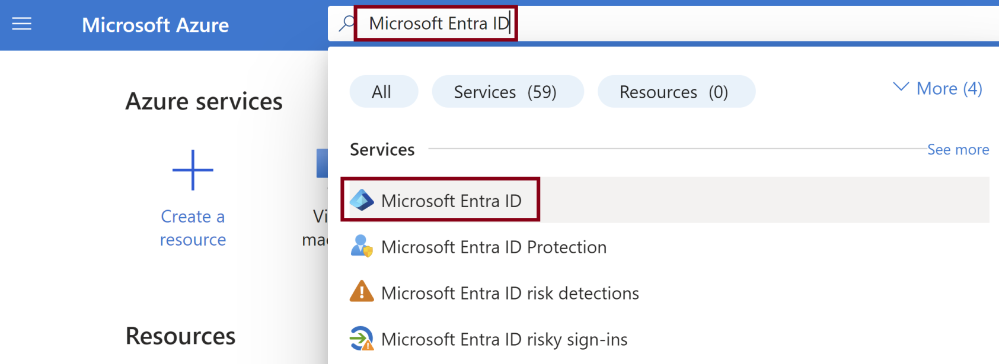 Microsoft Azure
Microsoft Entra ID
All
Services (59)
Resources (0)
More (4)
Azure services
Services
See more
Create a
resource
Microsoft Entra ID
Microsoft Entra ID Protection
Microsoft Entra ID risk detections
Microsoft Entra ID risky sign-ins
Resources